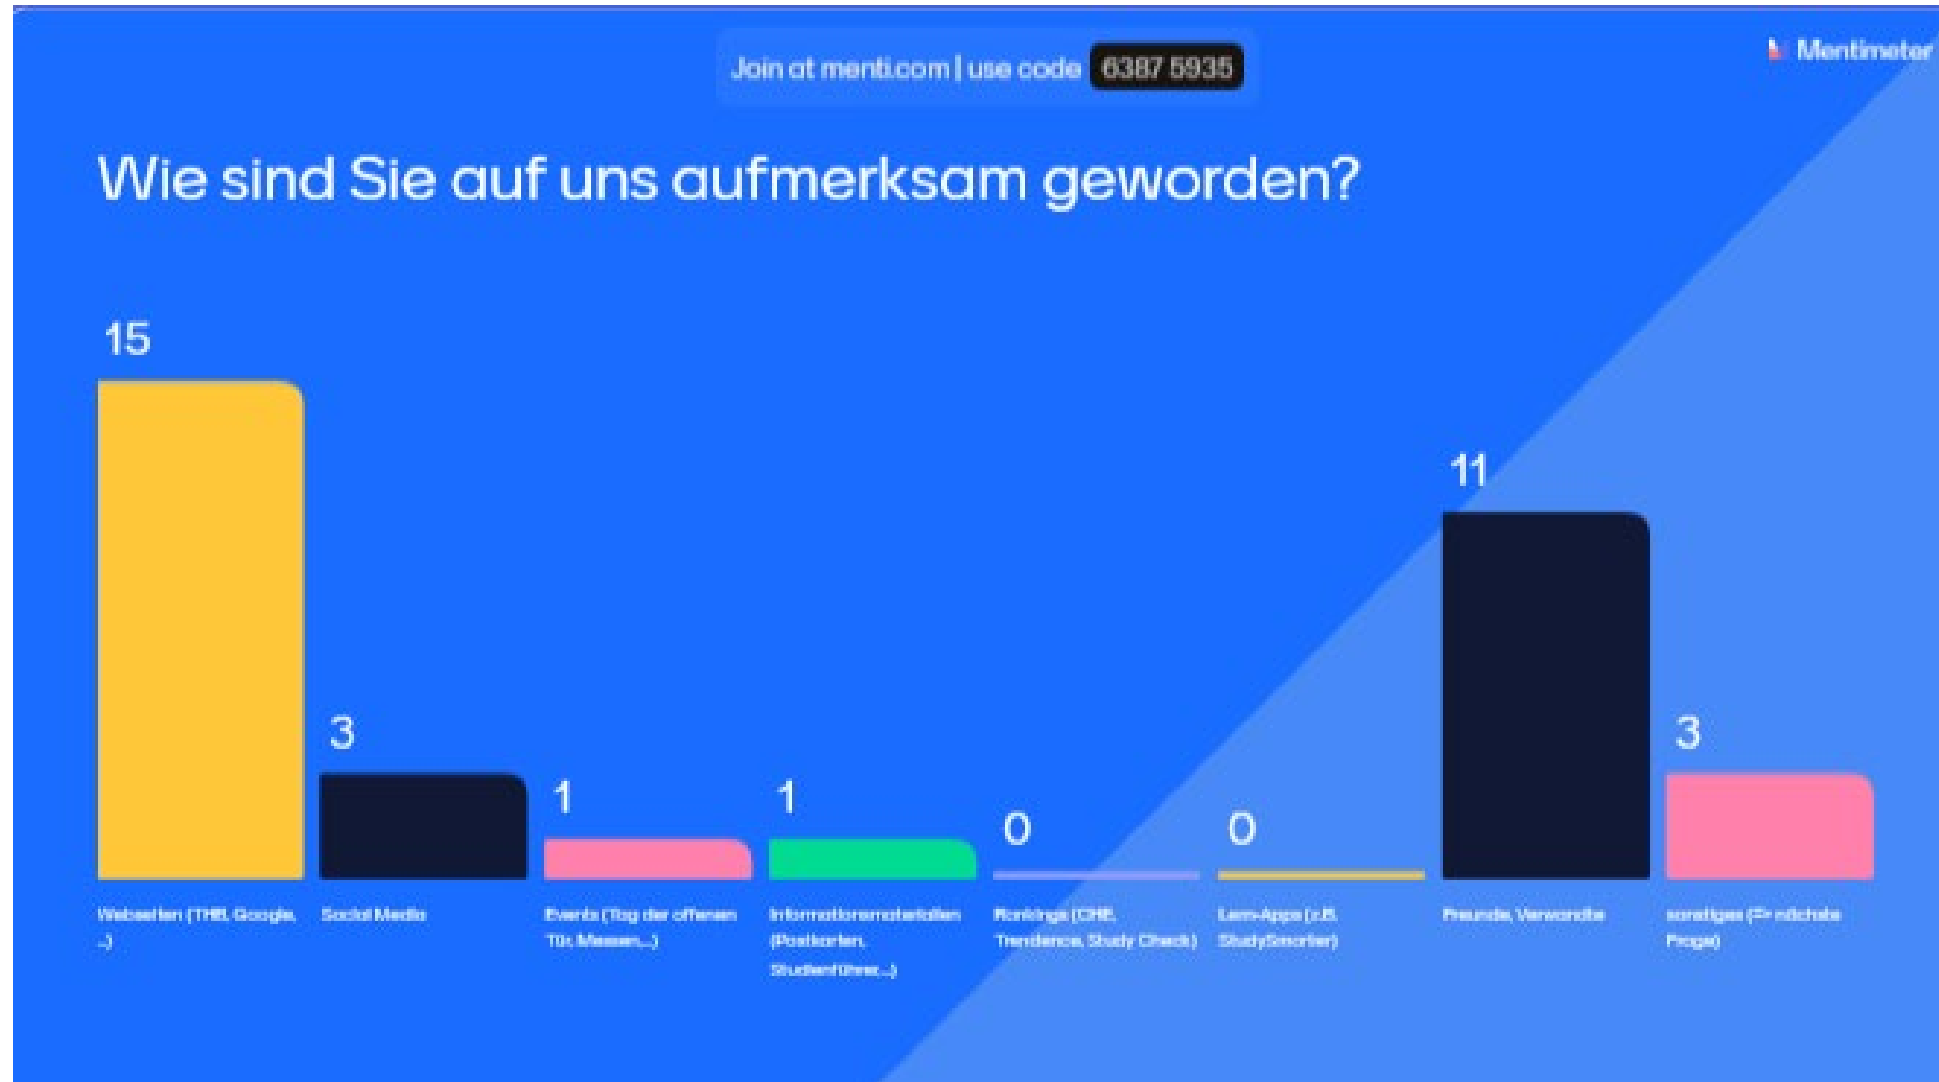 Join at menti.com | use code 6387 5935
Mentimeter
Wie sind Sie auf uns aufmerksam geworden?
15
3
1
1
0
0
11
3
Webseiten (THB, Google,
...)
Social Media
Events (Tag der offenen
Tür, Messen,...)
Informationsmaterialien
(Postkarten,
Studienführer,...)
Rankings (CHE,
Trendence, Study Check)
Lern-Apps (z.B.
StudySmarter)
Freunde, Verwandte
sonstiges (=> nächste
Frage)